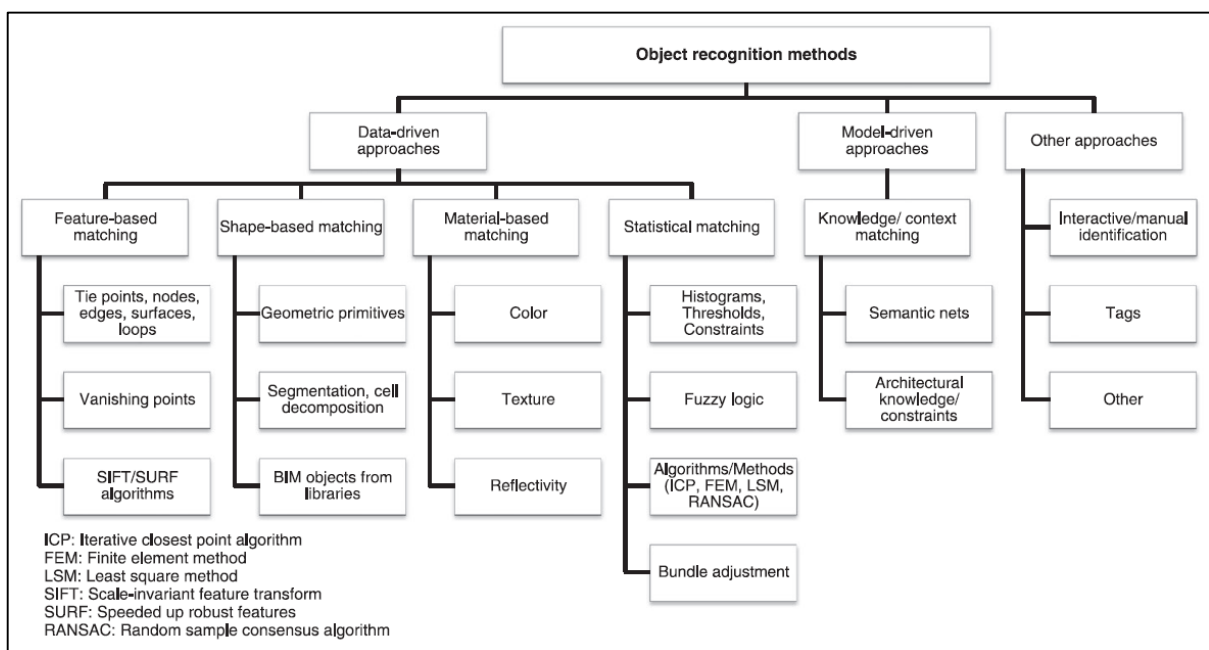 Object recognition methods
Data-driven
approaches
Model-driven
approaches
Other approaches
Feature-based
matching
Shape-based matching
Material-based
matching
Statistical matching
Knowledge/ context
matching
Interactive/manual
identification
Tie points, nodes,
edges, surfaces,
loops
Geometric primitives
Color
Histograms,
Thresholds,
Constraints
Semantic nets
Tags
Vanishing points
Segmentation, cell
decomposition
Texture
Fuzzy logic
Architectural
knowledge/
constraints
Other
SIFT/SURF
algorithms
BIM objects from
libraries
Reflectivity
Algorithms/Methods
(ICP, FEM, LSM,
RANSAC)
Bundle adjustment
ICP: Iterative closest point algorithm
FEM: Finite element method
LSM: Least square method
SIFT: Scale-invariant feature transform
SURF: Speeded up robust features
RANSAC: Random sample consensus algorithm